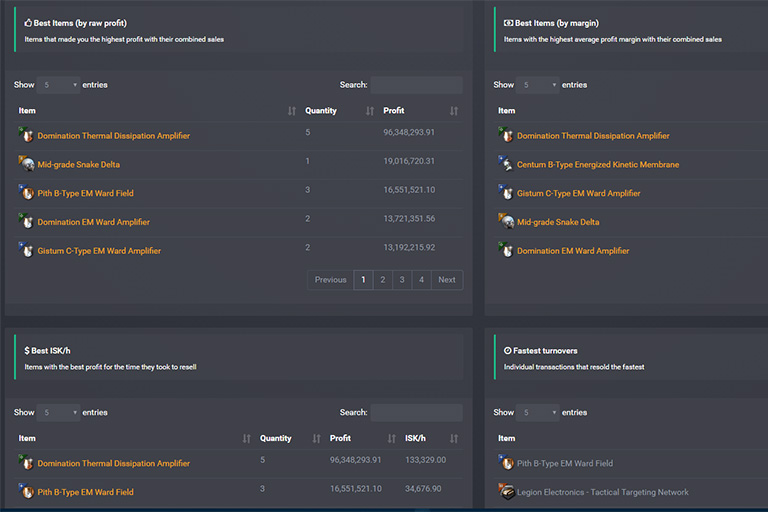 Best Items (by raw profit)
Items that made you the highest profit with their combined sales
Show 5 entries
Search:
Item Quantity Profit
Domination Thermal Dissipation Amplifier 5 96,348,293.91
Mid-grade Snake Delta 1 19,016,720.31
Pith B-Type EM Ward Field 3 16,551,521.10
Domination EM Ward Amplifier 2 13,721,351.56
Gistum C-Type EM Ward Amplifier 2 13,192,215.92
Previous 1 2 3 4 Next
Best Items (by margin)
Items with the highest average profit margin with their combined sales
Show 5 entries
Item
Domination Thermal Dissipation Amplifier
Centum B-Type Energized Kinetic Membrane
Gistum C-Type EM Ward Amplifier
Mid-grade Snake Delta
Domination EM Ward Amplifier
$ Best ISK/h
Items with the best profit for the time they took to resell
Show 5 entries
Search:
Item Quantity Profit ISK/h
Domination Thermal Dissipation Amplifier 5 96,348,293.91 133,329.00
Pith B-Type EM Ward Field 3 16,551,521.10 34,676.90
Fastest turnovers
Individual transactions that resold the fastest
Show 5 entries
Item
Pith B-Type EM Ward Field
Legion Electronics - Tactical Targeting Network